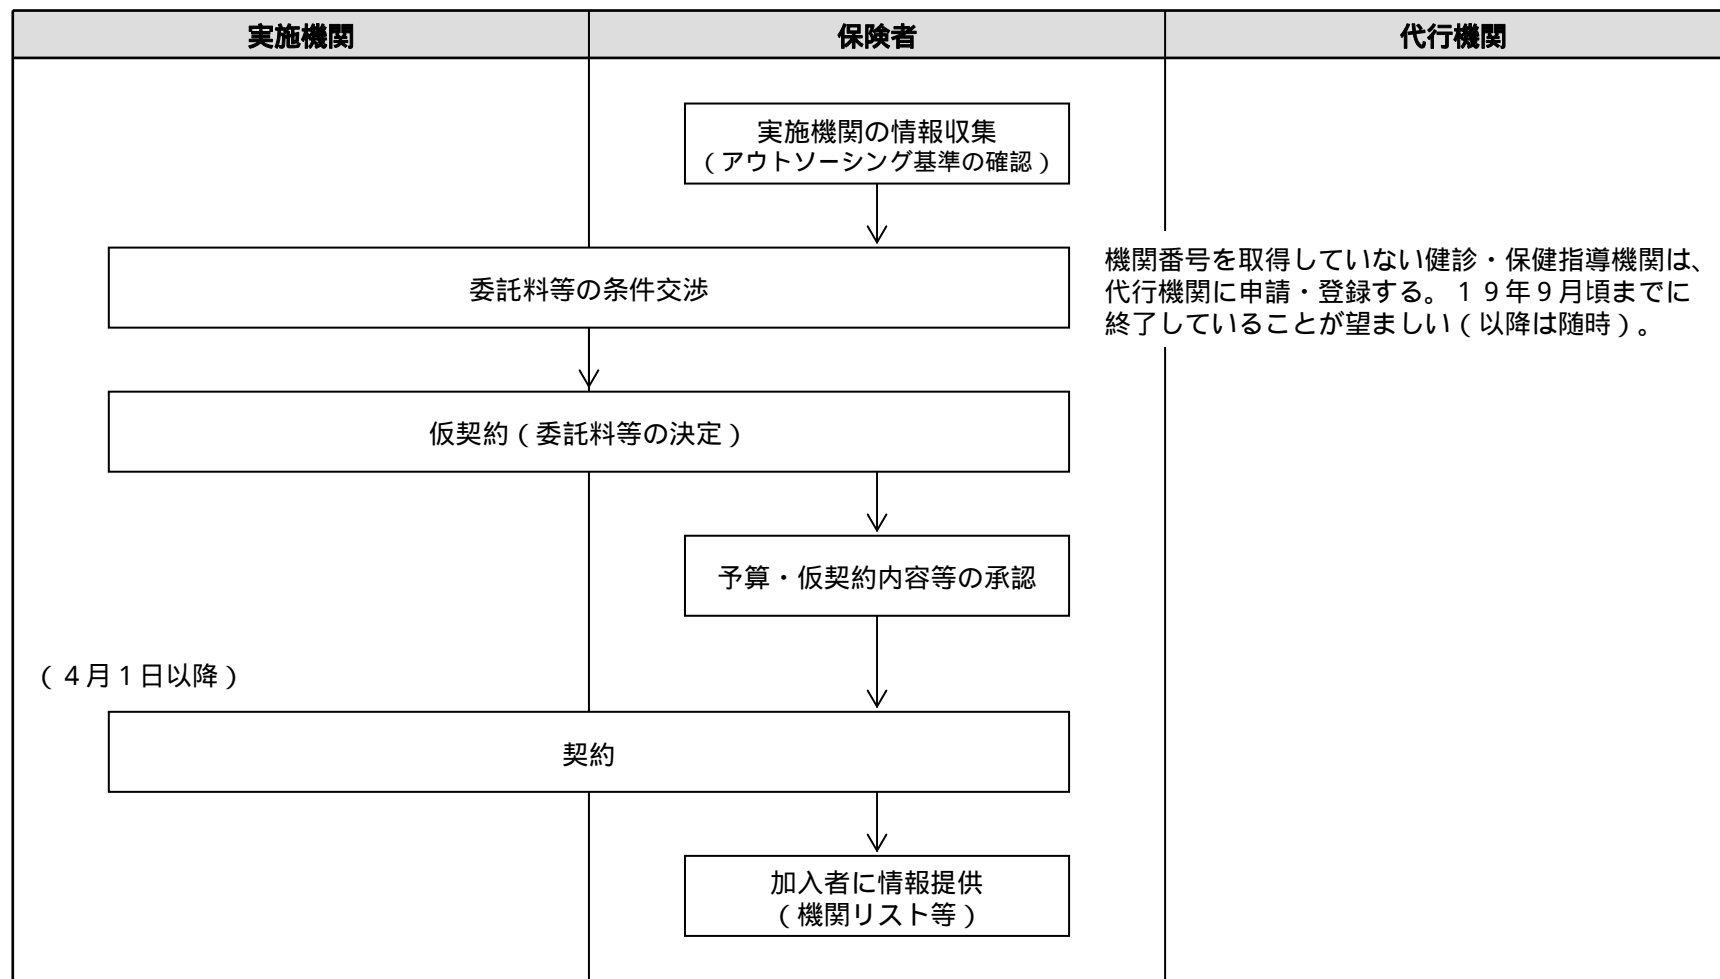 実施機関
保険者
代行機関
実施機関の情報収集
（アウトソーシング基準の確認）
委託料等の条件交渉
機関番号を取得していない健診・保健指導機関は、
代行機関に申請・登録する。１９年９月頃までに
終了していることが望ましい（以降は随時）。
仮契約（委託料等の決定）
予算・仮契約内容等の承認
（４月１日以降）
契約
加入者に情報提供
（機関リスト等）